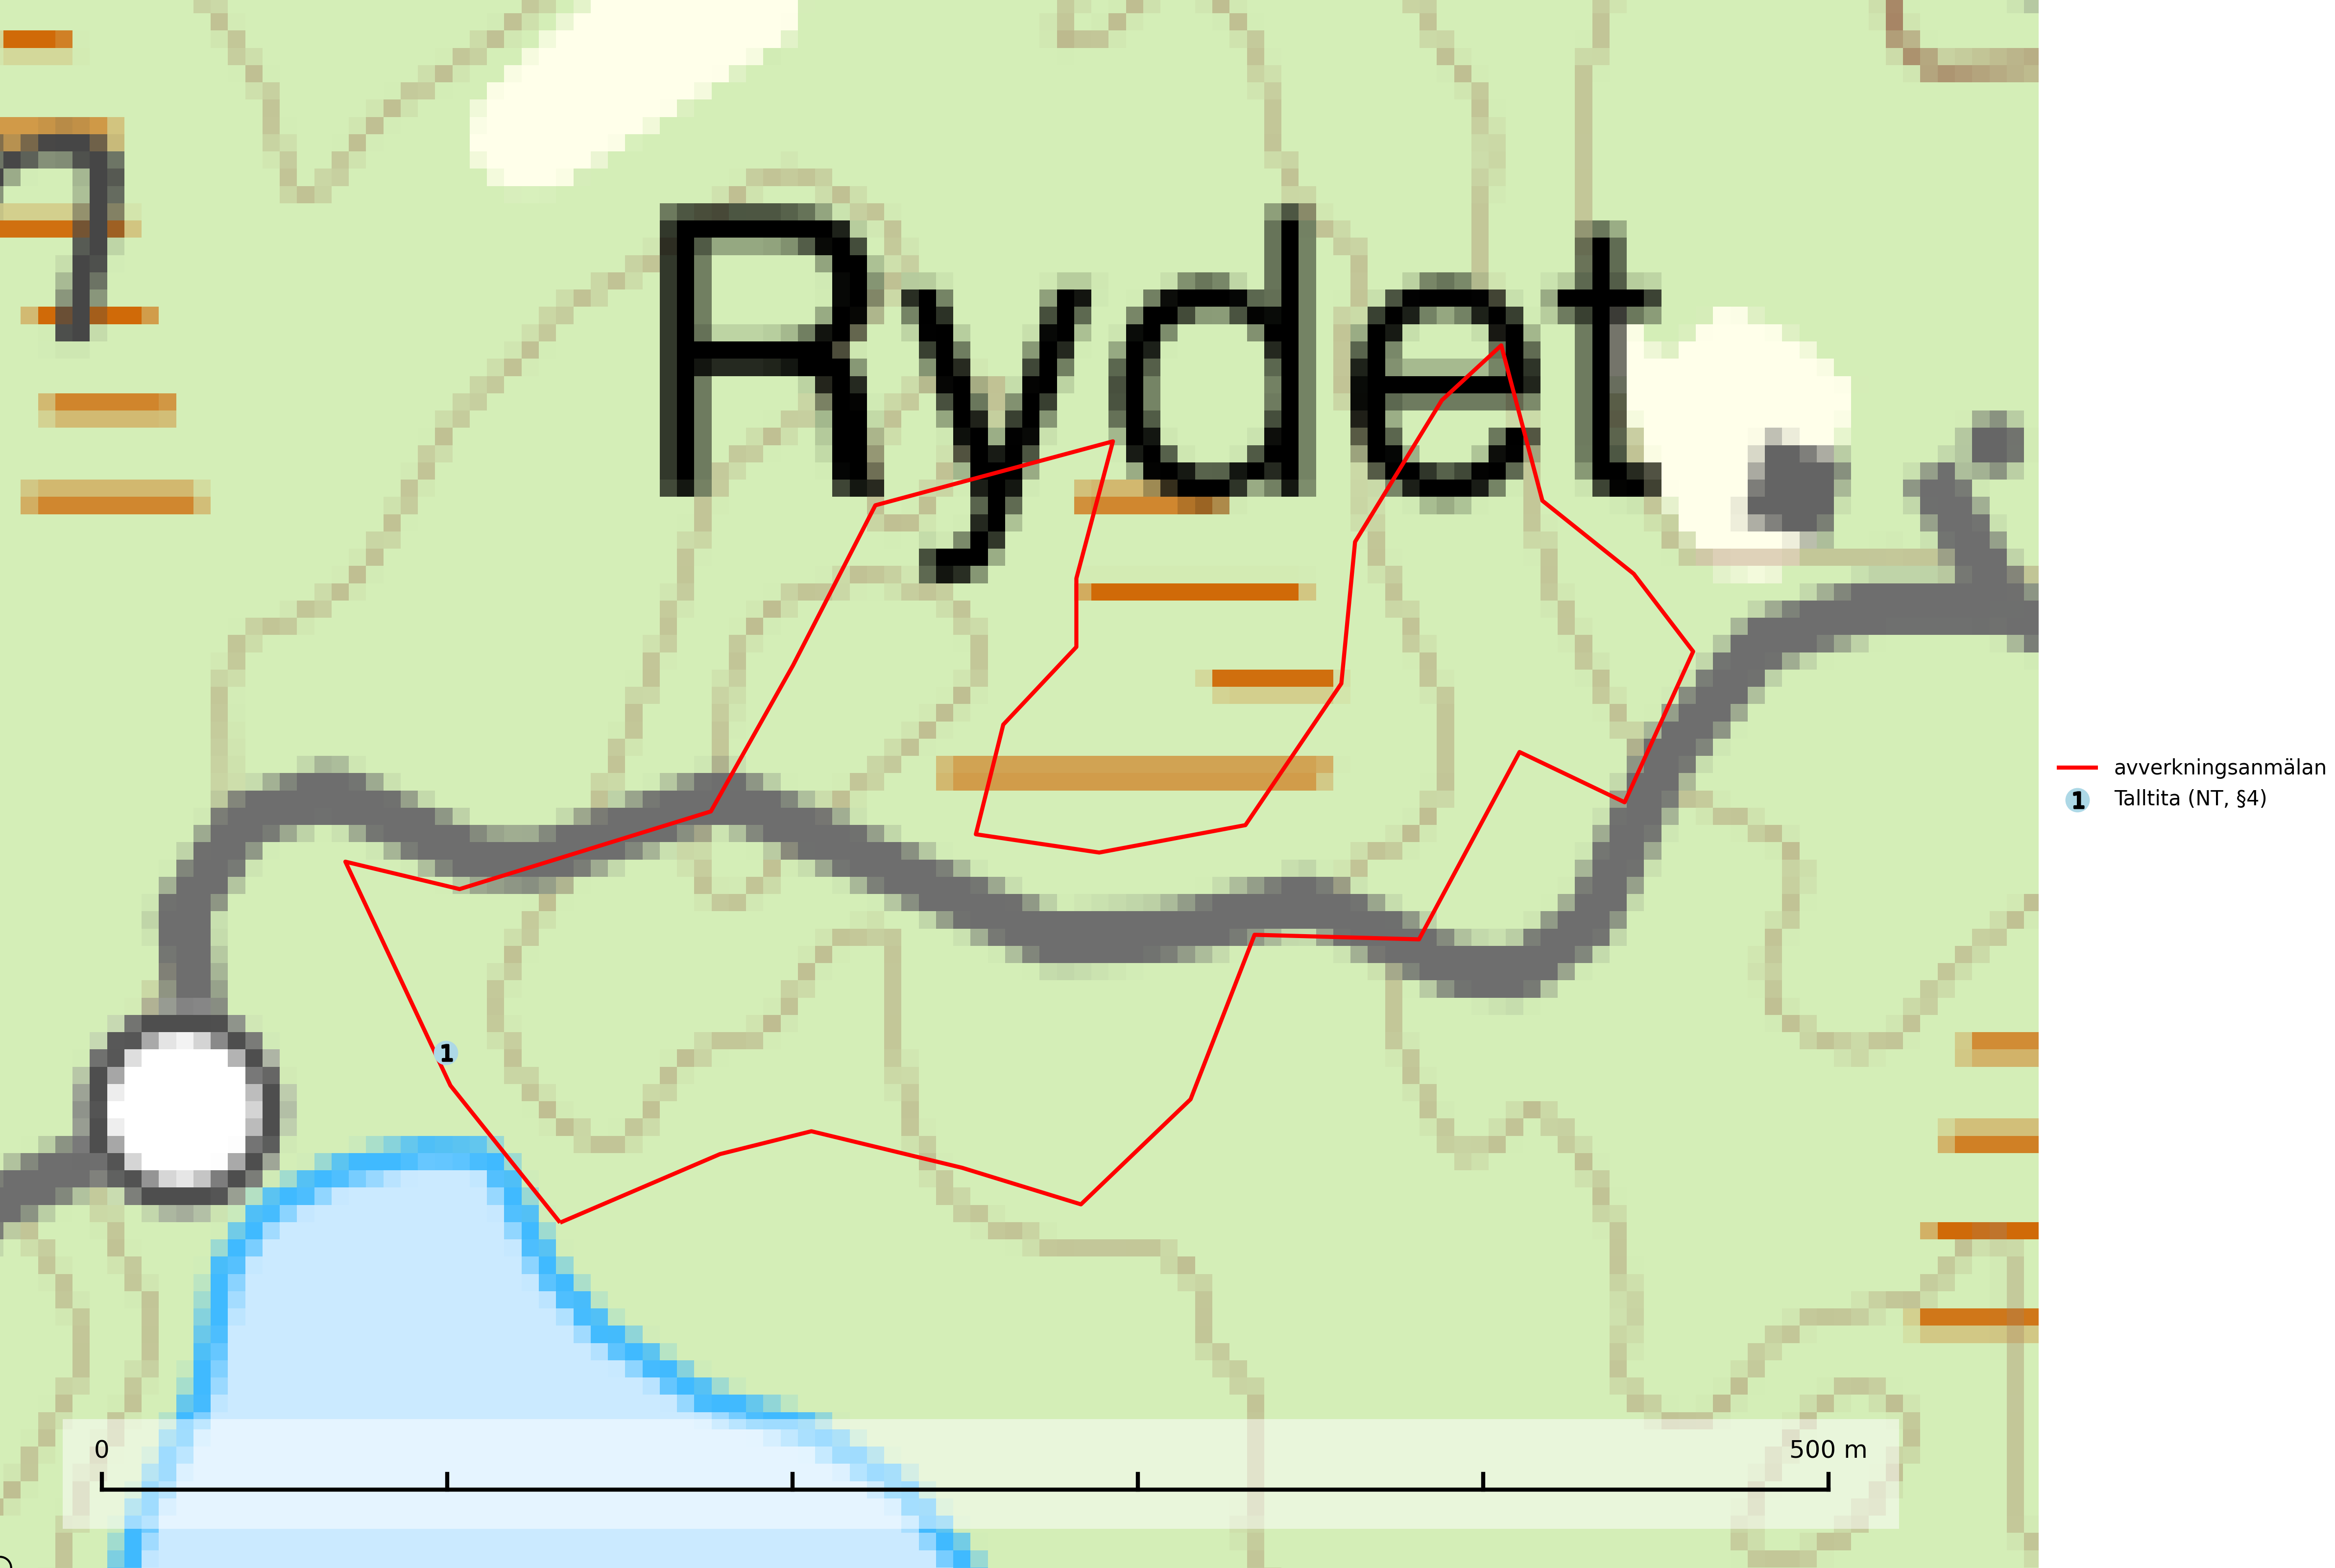 Rydet
avverkningsanmälan
1 Talltita (NT, §4)
1
0 500 m